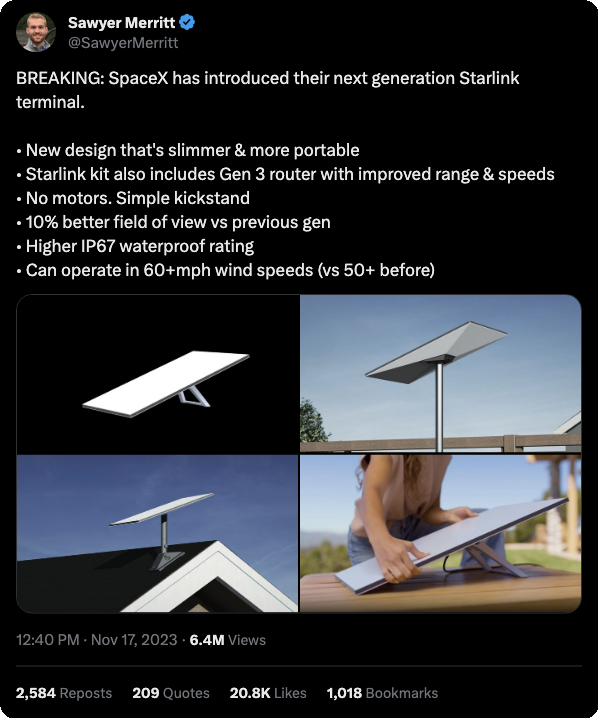 Sawyer Merritt
@SawyerMerritt
BREAKING: SpaceX has introduced their next generation Starlink
terminal.
• New design that's slimmer & more portable
• Starlink kit also includes Gen 3 router with improved range & speeds
• No motors. Simple kickstand
• 10% better field of view vs previous gen
• Higher IP67 waterproof rating
• Can operate in 60+mph wind speeds (vs 50+ before)
12:40 PM · Nov 17, 2023 · 6.4M Views
2,584 Reposts 209 Quotes 20.8K Likes 1,018 Bookmarks